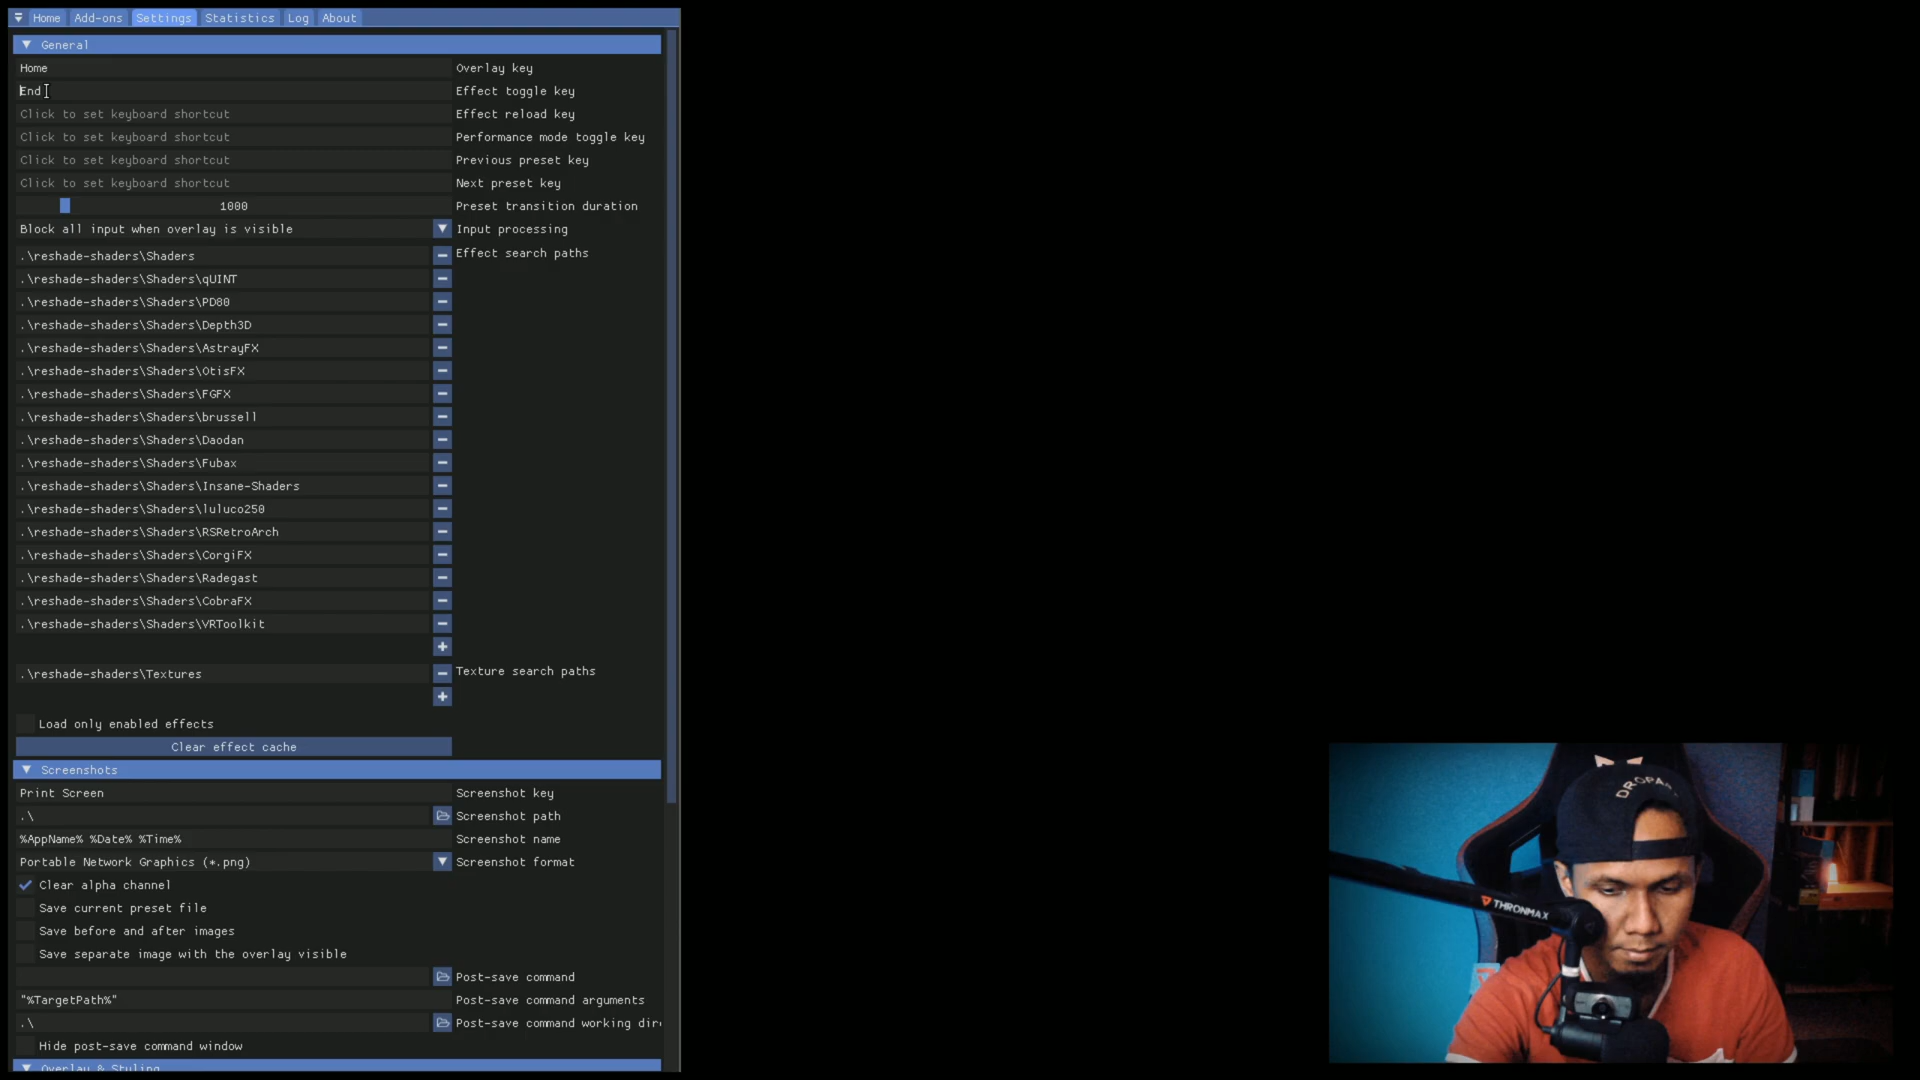 Home Add-ons Settings Statistics Log About
General
Home Overlay key
End Effect toggle key
Click to set keyboard shortcut Effect reload key
Click to set keyboard shortcut Performance mode toggle key
Click to set keyboard shortcut Previous preset key
Click to set keyboard shortcut Next preset key
1000 Preset transition duration
Block all input when overlay is visible Input processing
.\reshade-shaders\Shaders Effect search paths
.\reshade-shaders\Shaders\qUINT
.\reshade-shaders\Shaders\PD80
.\reshade-shaders\Shaders\Depth3D
.\reshade-shaders\Shaders\AstrayFX
.\reshade-shaders\Shaders\OtisFX
.\reshade-shaders\Shaders\FGFX
.\reshade-shaders\Shaders\brussell
.\reshade-shaders\Shaders\Daodan
.\reshade-shaders\Shaders\Fubax
.\reshade-shaders\Shaders\Insane-Shaders
.\reshade-shaders\Shaders\luluco250
.\reshade-shaders\Shaders\RSRetroArch
.\reshade-shaders\Shaders\CorgiFX
.\reshade-shaders\Shaders\Radegast
.\reshade-shaders\Shaders\CobraFX
.\reshade-shaders\Shaders\VRToolkit
.\reshade-shaders\Textures Texture search paths
Load only enabled effects
Clear effect cache
Screenshots
Print Screen Screenshot key
.\ Screenshot path
%AppName% %Date% %Time% Screenshot name
Portable Network Graphics (*.png) Screenshot format
Clear alpha channel
Save current preset file
Save before and after images
Save separate image with the overlay visible
Post-save command
"%TargetPath%" Post-save command arguments
.\ Post-save command working dir
Hide post-save command window
Overlay & Styling
THRONMAX